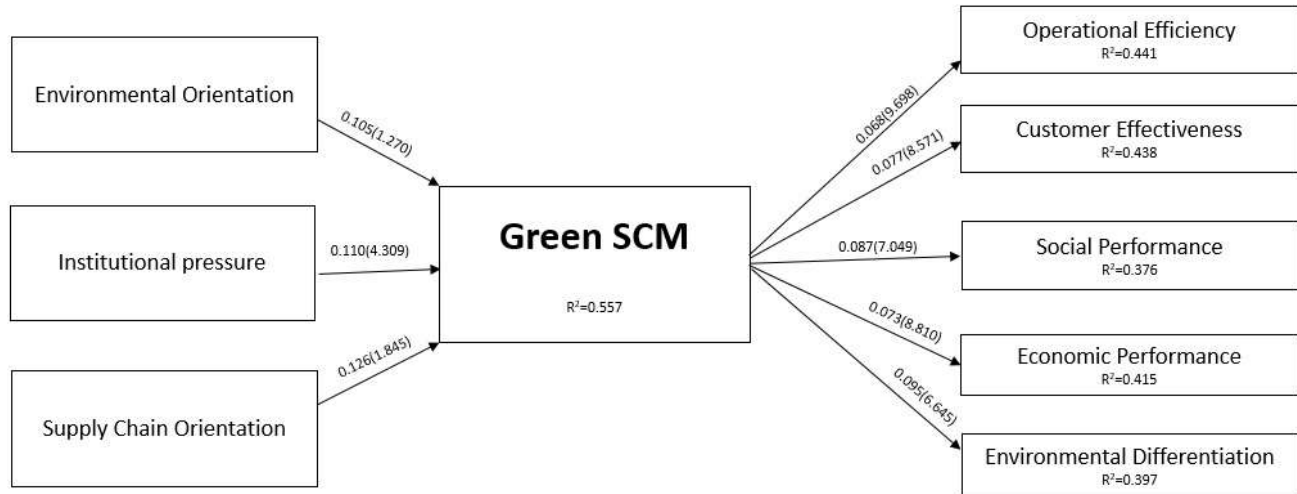 Environmental Orientation
Institutional pressure
Supply Chain Orientation
0.105(1.270)
0.110(4.309)
0.126(1.845)
Green SCM
R²=0.557
0.068(9.698)
0.077(8.571)
0.087(7.049)
0.073(8.810)
0.095(6.645)
Operational Efficiency
R²=0.441
Customer Effectiveness
R²=0.438
Social Performance
R²=0.376
Economic Performance
R²=0.415
Environmental Differentiation
R²=0.397